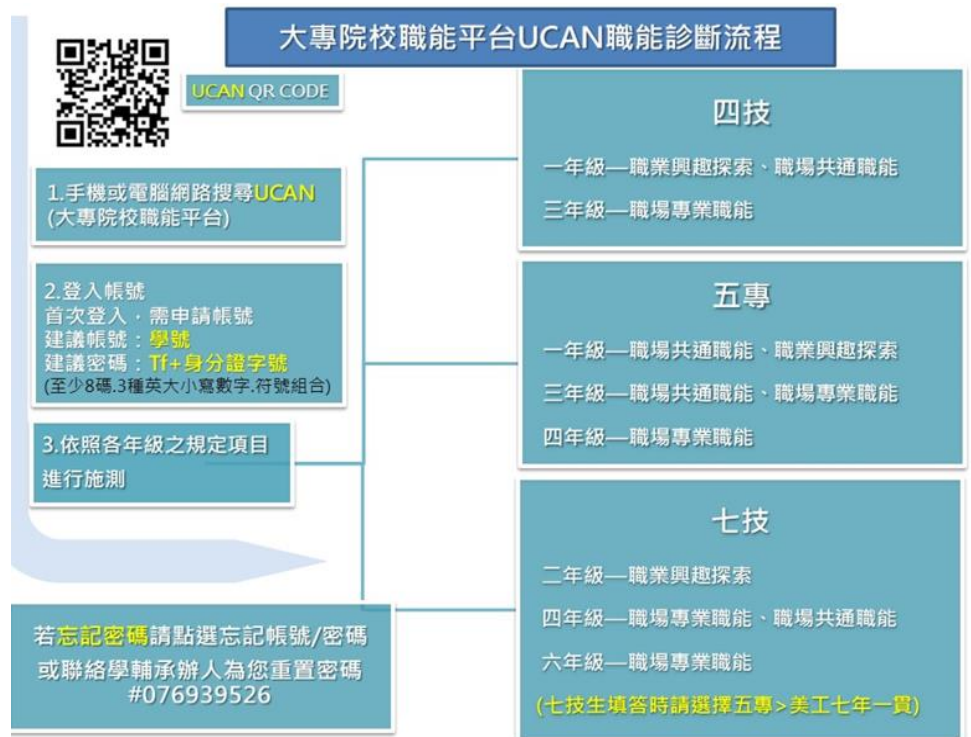 大專院校職能平台UCAN職能診斷流程
UCAN QR CODE
1.手機或電腦網路搜尋UCAN
(大專院校職能平台)
2.登入帳號
首次登入，需申請帳號
建議帳號：學號
建議密碼：Tf+身分證字號
(至少8碼.3種英大小寫數字.符號組合)
3.依照各年級之規定項目
進行施測
若忘記密碼請點選忘記帳號/密碼
或聯絡學輔承辦人為您重置密碼
#076939526
四技
一年級—職業興趣探索、職場共通職能
三年級—職場專業職能
五專
一年級—職場共通職能、職業興趣探索
三年級—職場共通職能、職場專業職能
四年級—職場專業職能
七技
二年級—職業興趣探索
四年級—職場專業職能、職場共通職能
六年級—職場專業職能
(七技生填答時請選擇五專>美工七年一貫)